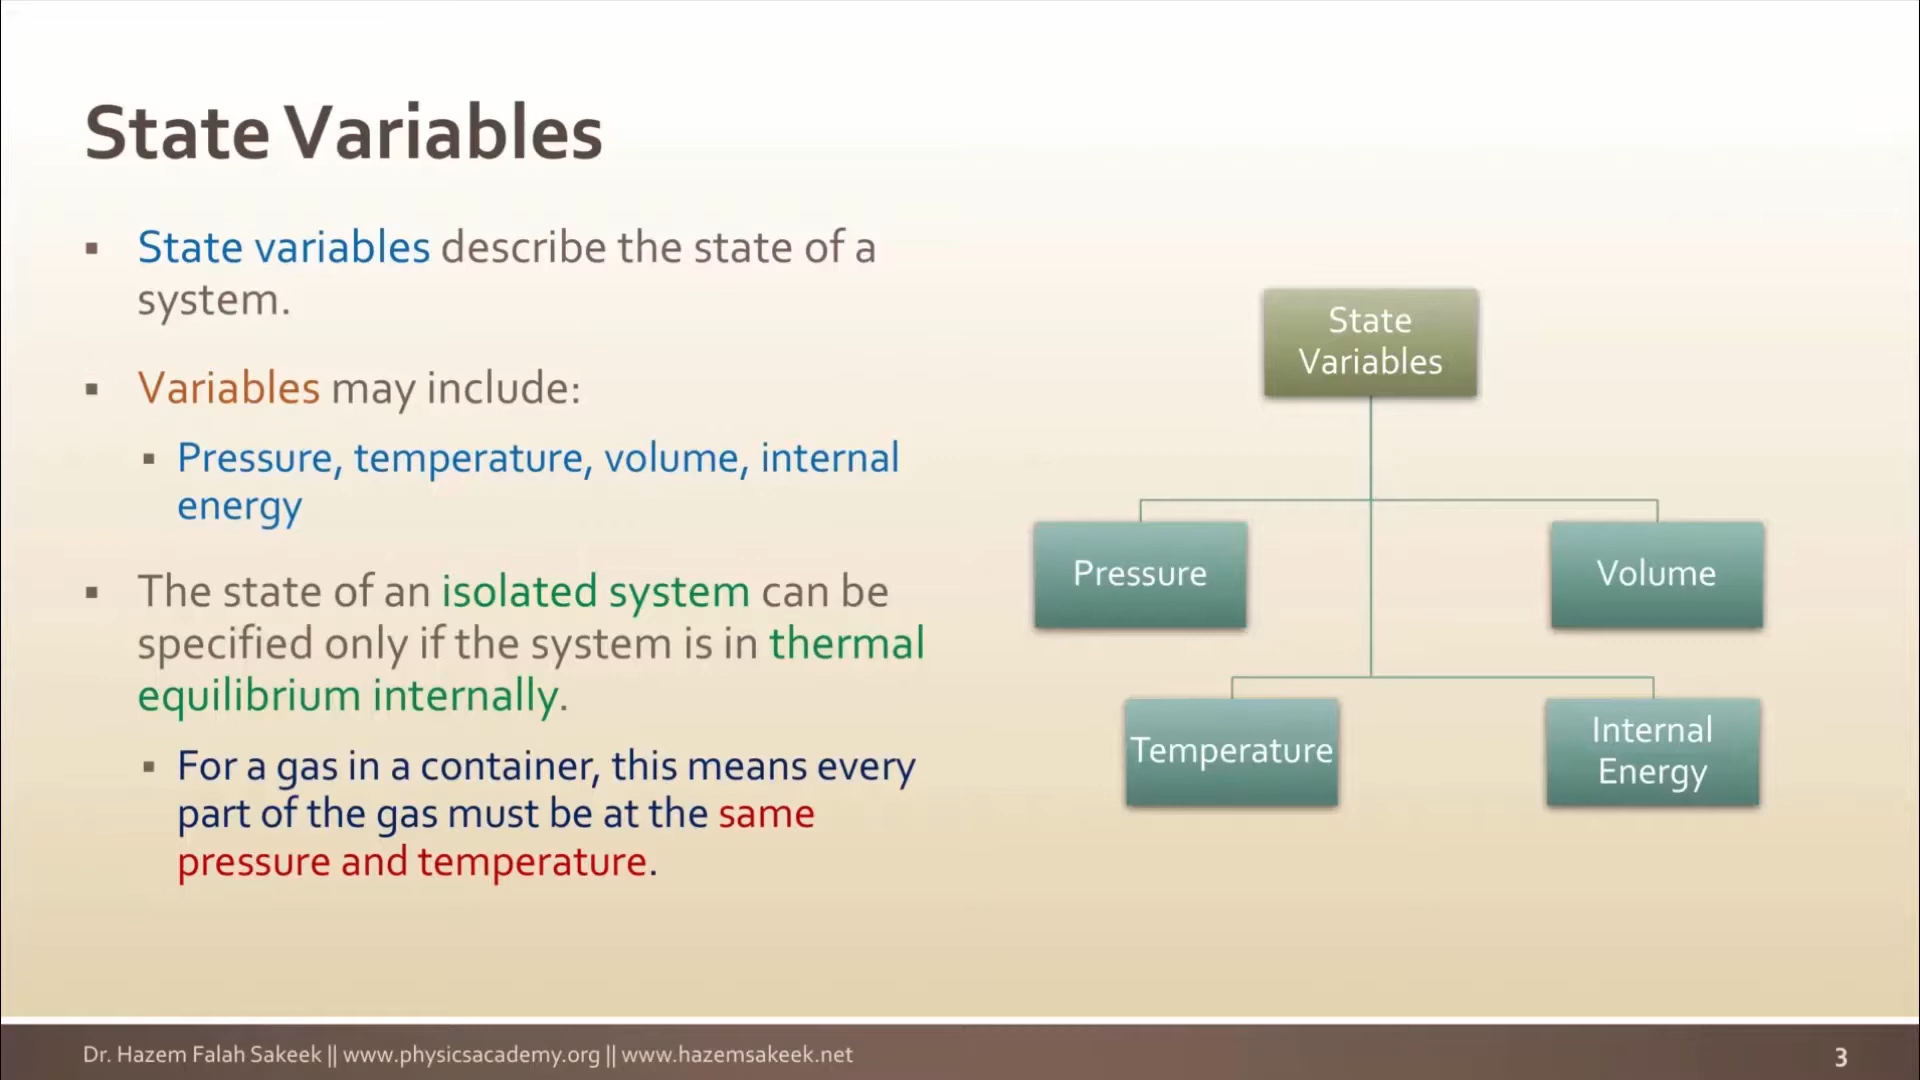 State Variables
▪ State variables describe the state of a
system.
▪ Variables may include:
▪ Pressure, temperature, volume, internal
energy
▪ The state of an isolated system can be
specified only if the system is in thermal
equilibrium internally.
▪ For a gas in a container, this means every
part of the gas must be at the same
pressure and temperature.
State
Variables
Pressure
Volume
Temperature
Internal
Energy
Dr. Hazem Falah Sakeek || www.physicsacademy.org || www.hazemsakeek.net
3